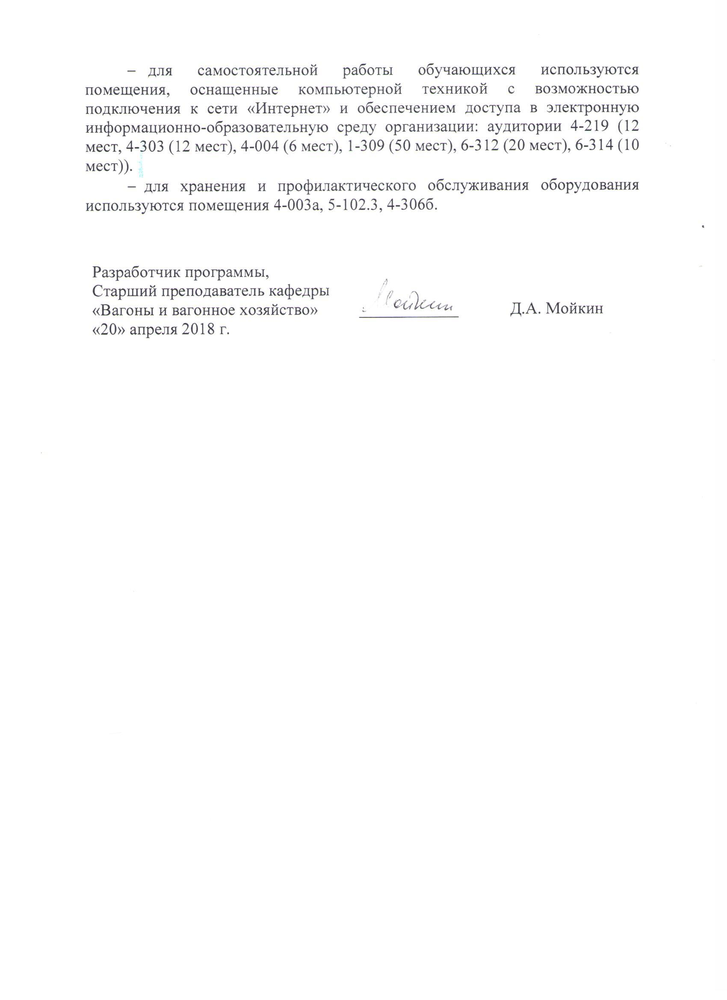 – для самостоятельной работы обучающихся используются
помещения, оснащенные компьютерной техникой с возможностью
подключения к сети «Интернет» и обеспечением доступа в электронную
информационно-образовательную среду организации: аудитории 4-219 (12
мест, 4-303 (12 мест), 4-004 (6 мест), 1-309 (50 мест), 6-312 (20 мест), 6-314 (10
мест)).
– для хранения и профилактического обслуживания оборудования
используются помещения 4-003а, 5-102.3, 4-306б.
Разработчик программы,
Старший преподаватель кафедры
«Вагоны и вагонное хозяйство» Мойкин Д.А. Мойкин
«20» апреля 2018 г.